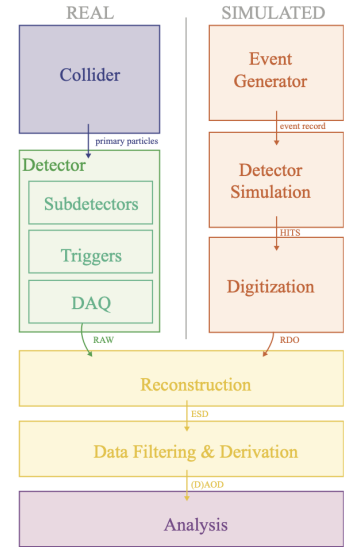 REAL
SIMULATED
Collider
Event
Generator
primary particles
event record
Detector
Subdetectors
Triggers
DAQ
Detector
Simulation
HITS
Digitization
RAW
RDO
Reconstruction
ESD
Data Filtering & Derivation
(D)AOD
Analysis